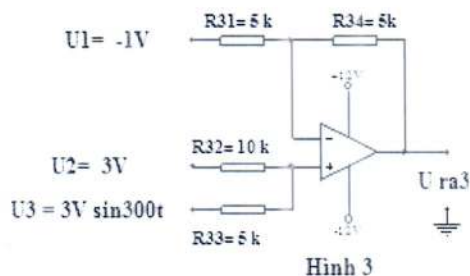 R31= 5 k
R34= 5k
U1= -1V
-12V
R32= 10 k
U2= 3V
U3 = 3V sin300t
R33= 5 k
-12V
U ra3
Hình 3